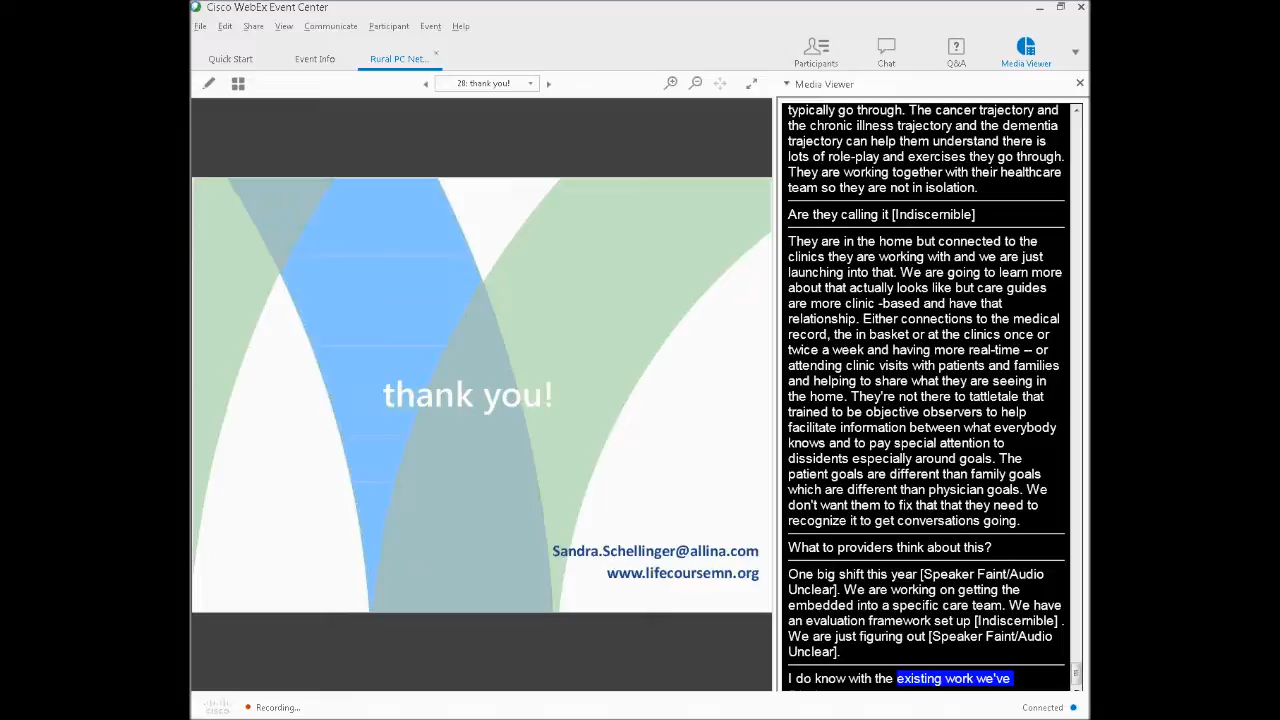 Cisco WebEx Event Center
File Edit Share View Communicate Participant Event Help
Quick Start Event Info Rural PC Net...
Participants Chat Q&A Media Viewer
28: thank you!
Media Viewer
thank you!
Sandra.Schellinger@allina.com
www.lifecoursemn.org
typically go through. The cancer trajectory and
the chronic illness trajectory and the dementia
trajectory can help them understand there is
lots of role-play and exercises they go through.
They are working together with their healthcare
team so they are not in isolation.
Are they calling it [Indiscernible]
They are in the home but connected to the
clinics they are working with and we are just
launching into that. We are going to learn more
about that actually looks like but care guides
are more clinic -based and have that
relationship. Either connections to the medical
record, the in basket or at the clinics once or
twice a week and having more real-time -- or
attending clinic visits with patients and families
and helping to share what they are seeing in
the home. They're not there to tattletale that
trained to be objective observers to help
facilitate information between what everybody
knows and to pay special attention to
dissidents especially around goals. The
patient goals are different than family goals
which are different than physician goals. We
don't want them to fix that that they need to
recognize it to get conversations going.
What to providers think about this?
One big shift this year [Speaker Faint/Audio
Unclear]. We are working on getting the
embedded into a specific care team. We have
an evaluation framework set up [Indiscernible] .
We are just figuring out [Speaker Faint/Audio
Unclear].
I do know with the existing work we've
Recording...
Connected